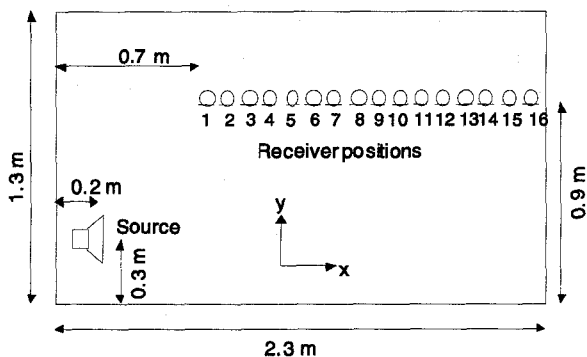 0.7 m
1 2 3 4 5 6 7 8 9 10 11 12 13 14 15 16
Receiver positions
1.3 m
0.2 m
Source
0.3 m
y
x
0.9 m
2.3 m